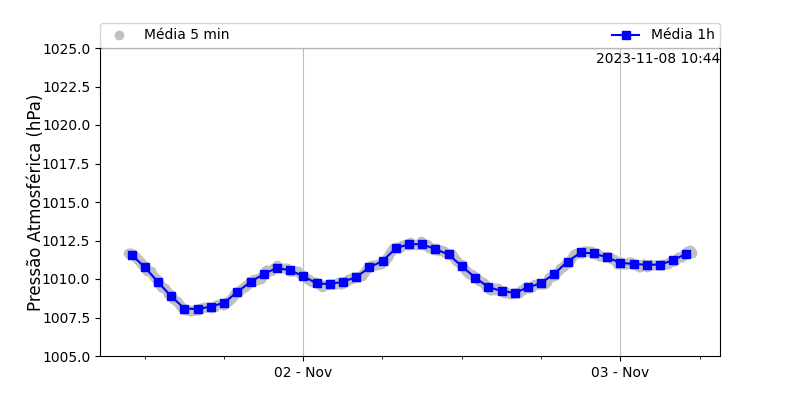 Média 5 min
Média 1h
2023-11-08 10:44
Pressão Atmosférica (hPa)
1025.0
1022.5
1020.0
1017.5
1015.0
1012.5
1010.0
1007.5
1005.0
02 - Nov
03 - Nov